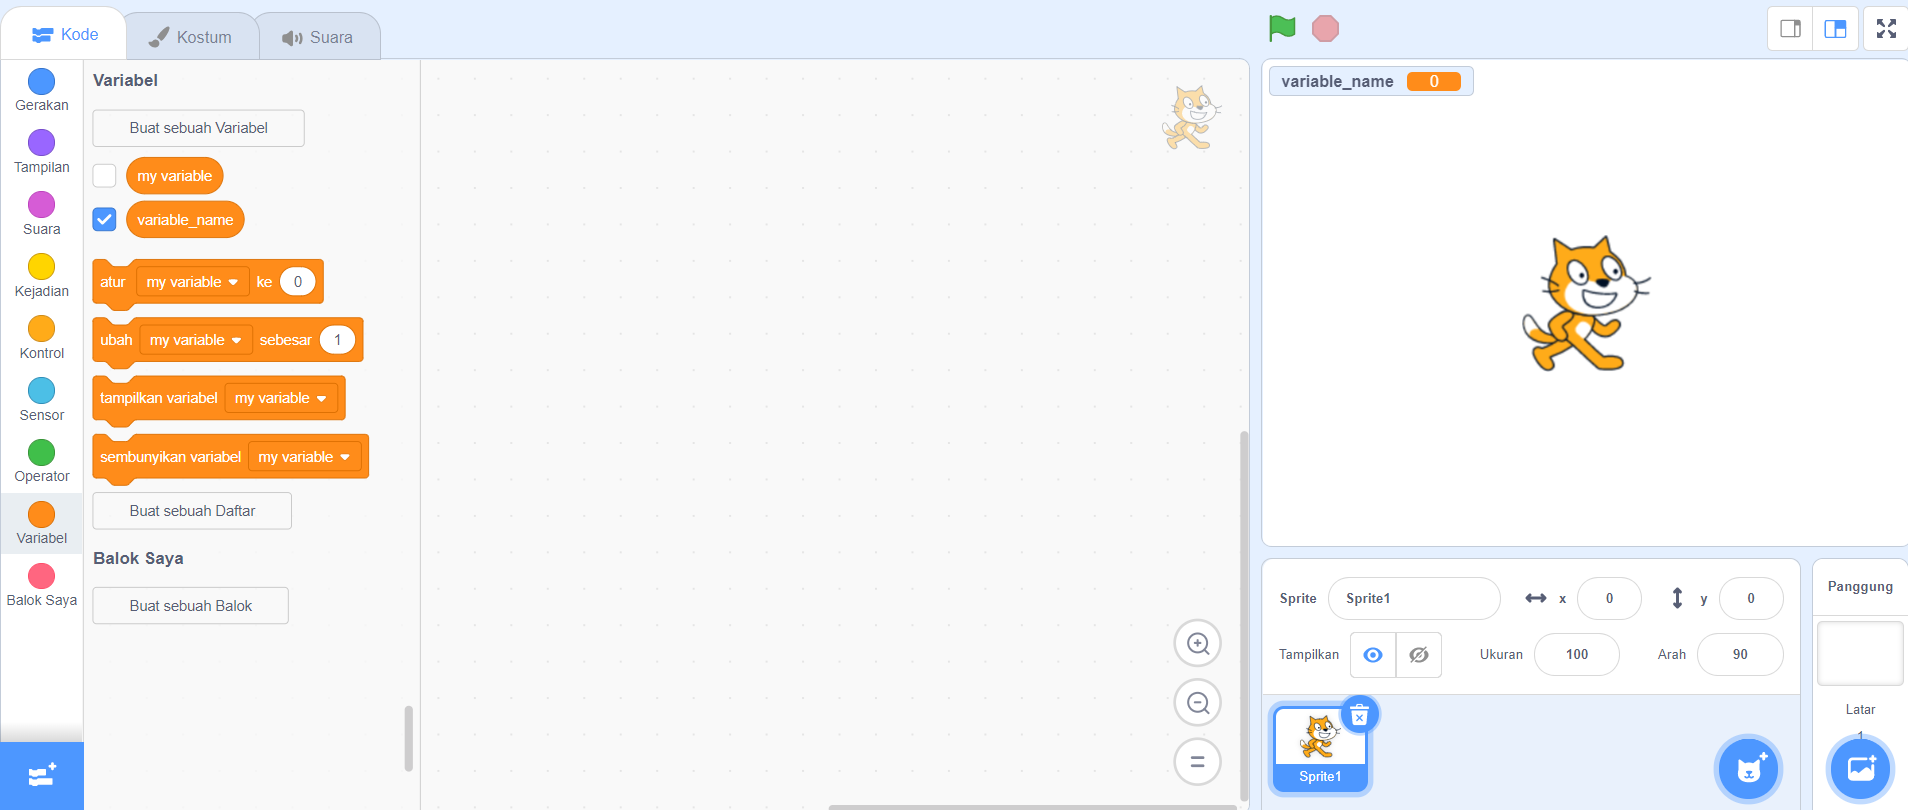 Kode
Kostum
Suara
Gerakan
Tampilan
Suara
Kejadian
Kontrol
Sensor
Operator
Variabel
Balok Saya
Variabel
Buat sebuah Variabel
my variable
variable_name
atur my variable ke 0
ubah my variable sebesar 1
tampilkan variabel my variable
sembunyikan variabel my variable
Buat sebuah Daftar
Balok Saya
Buat sebuah Balok
variable_name 0
Sprite Sprite1 x 0 y 0
Tampilkan Ukuran 100 Arah 90
Sprite1
Panggung
Latar
1